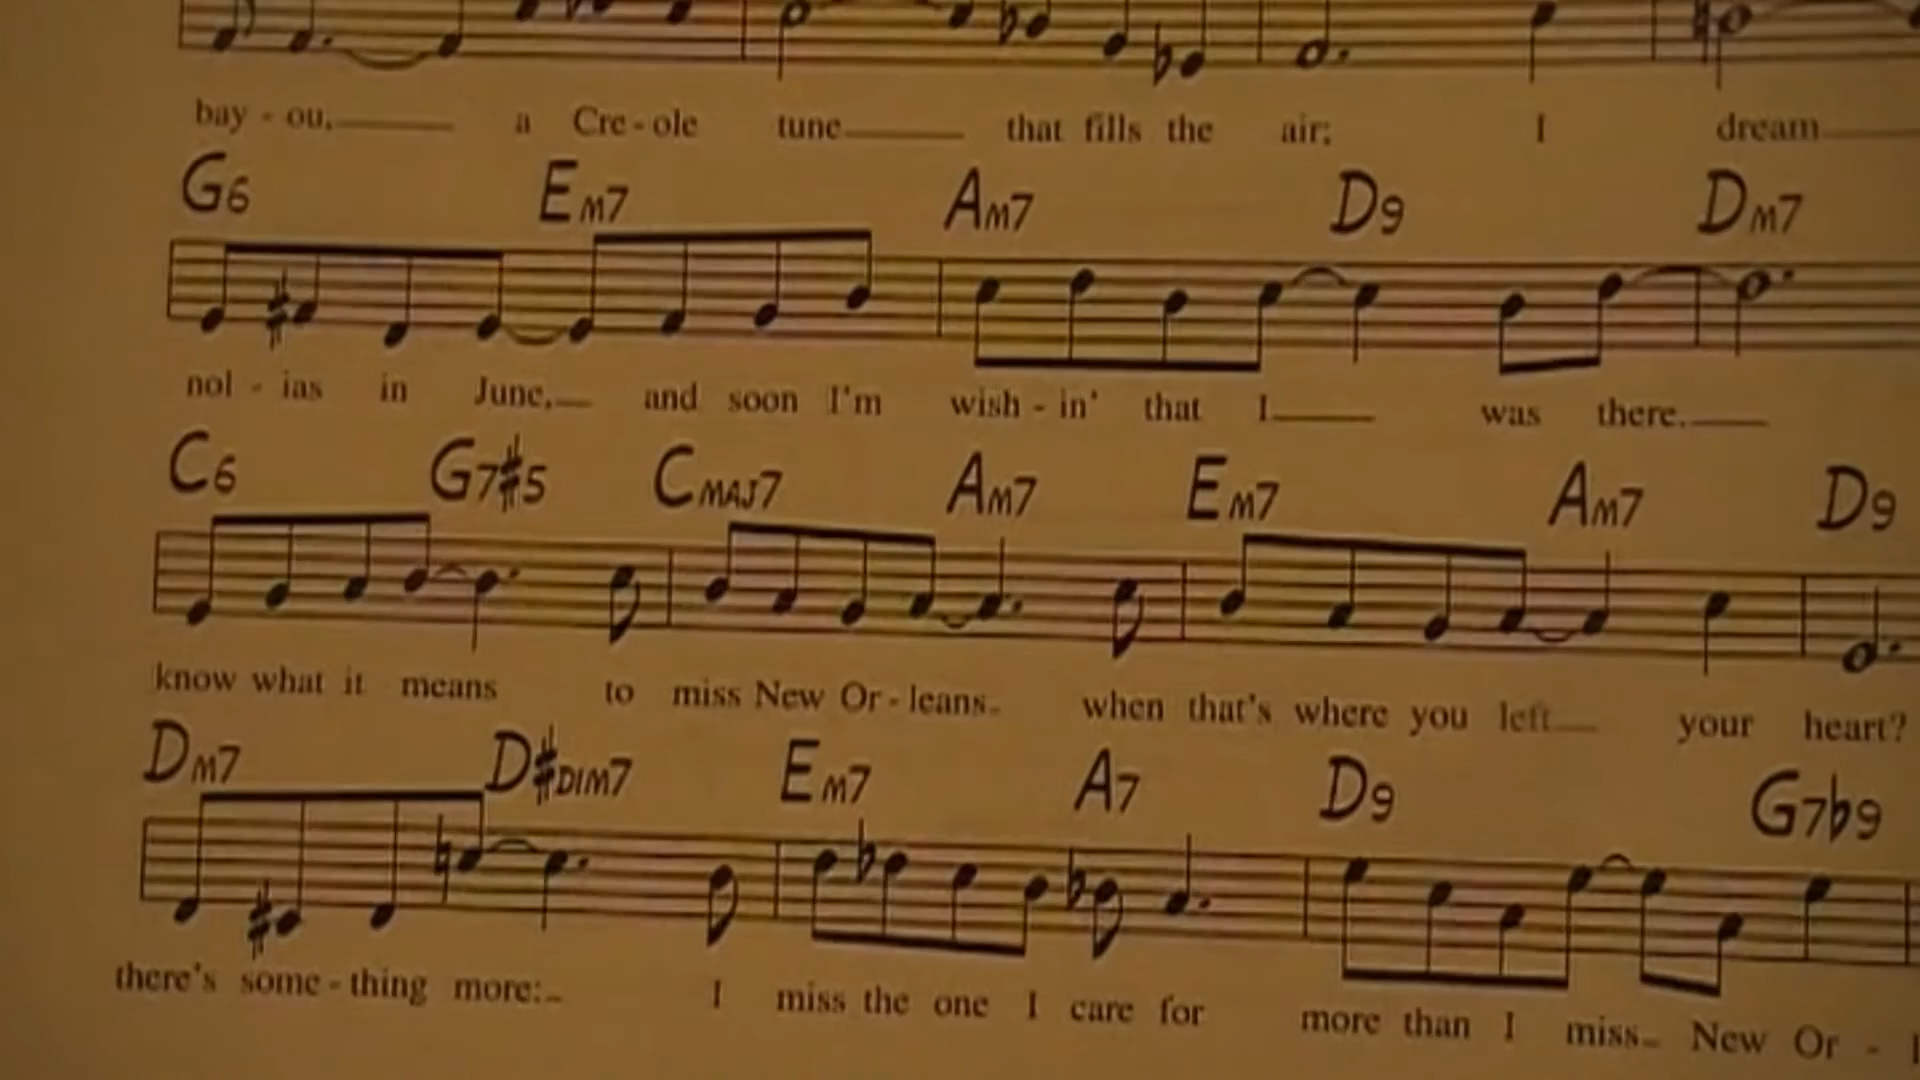 bay - ou, a Cre - ole tune that fills the air; I dream
G6 Em7 Am7 D9 Dm7
nol - ias in June, and soon I'm wish - in' that I was there.
C6 G7#5 Cmaj7 Am7 Em7 Am7 D9
know what it means to miss New Or - leans when that's where you left your heart?
Dm7 D#dim7 Em7 A7 D9 G7b9
there's some - thing more: I miss the one I care for more than I miss New Or -